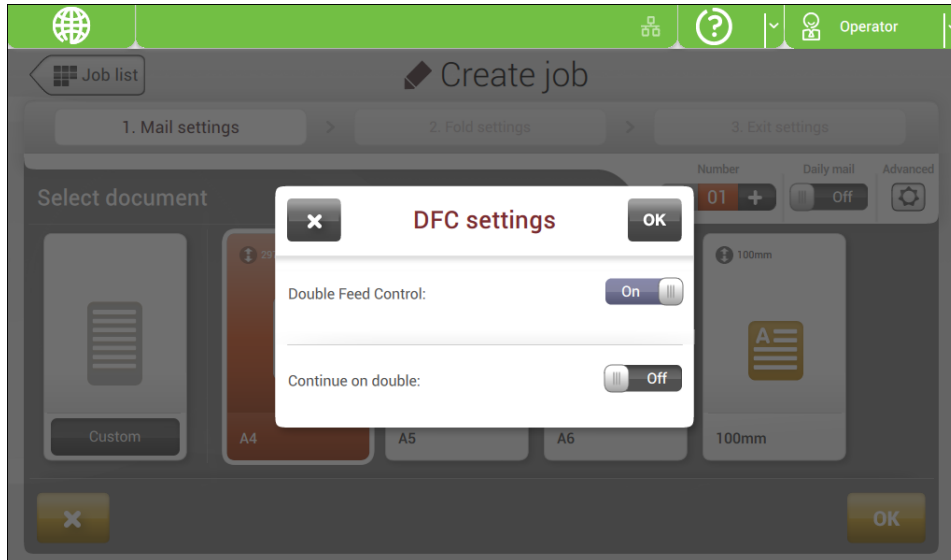 Operator
Job list
Create job
1. Mail settings
>
2. Fold settings
>
3. Exit settings
Select document
Number
Daily mail
Advanced
01 +
Off
DFC settings
OK
Double Feed Control:
On
Continue on double:
Off
29
100mm
A
Custom
A4
A5
A6
100mm
OK